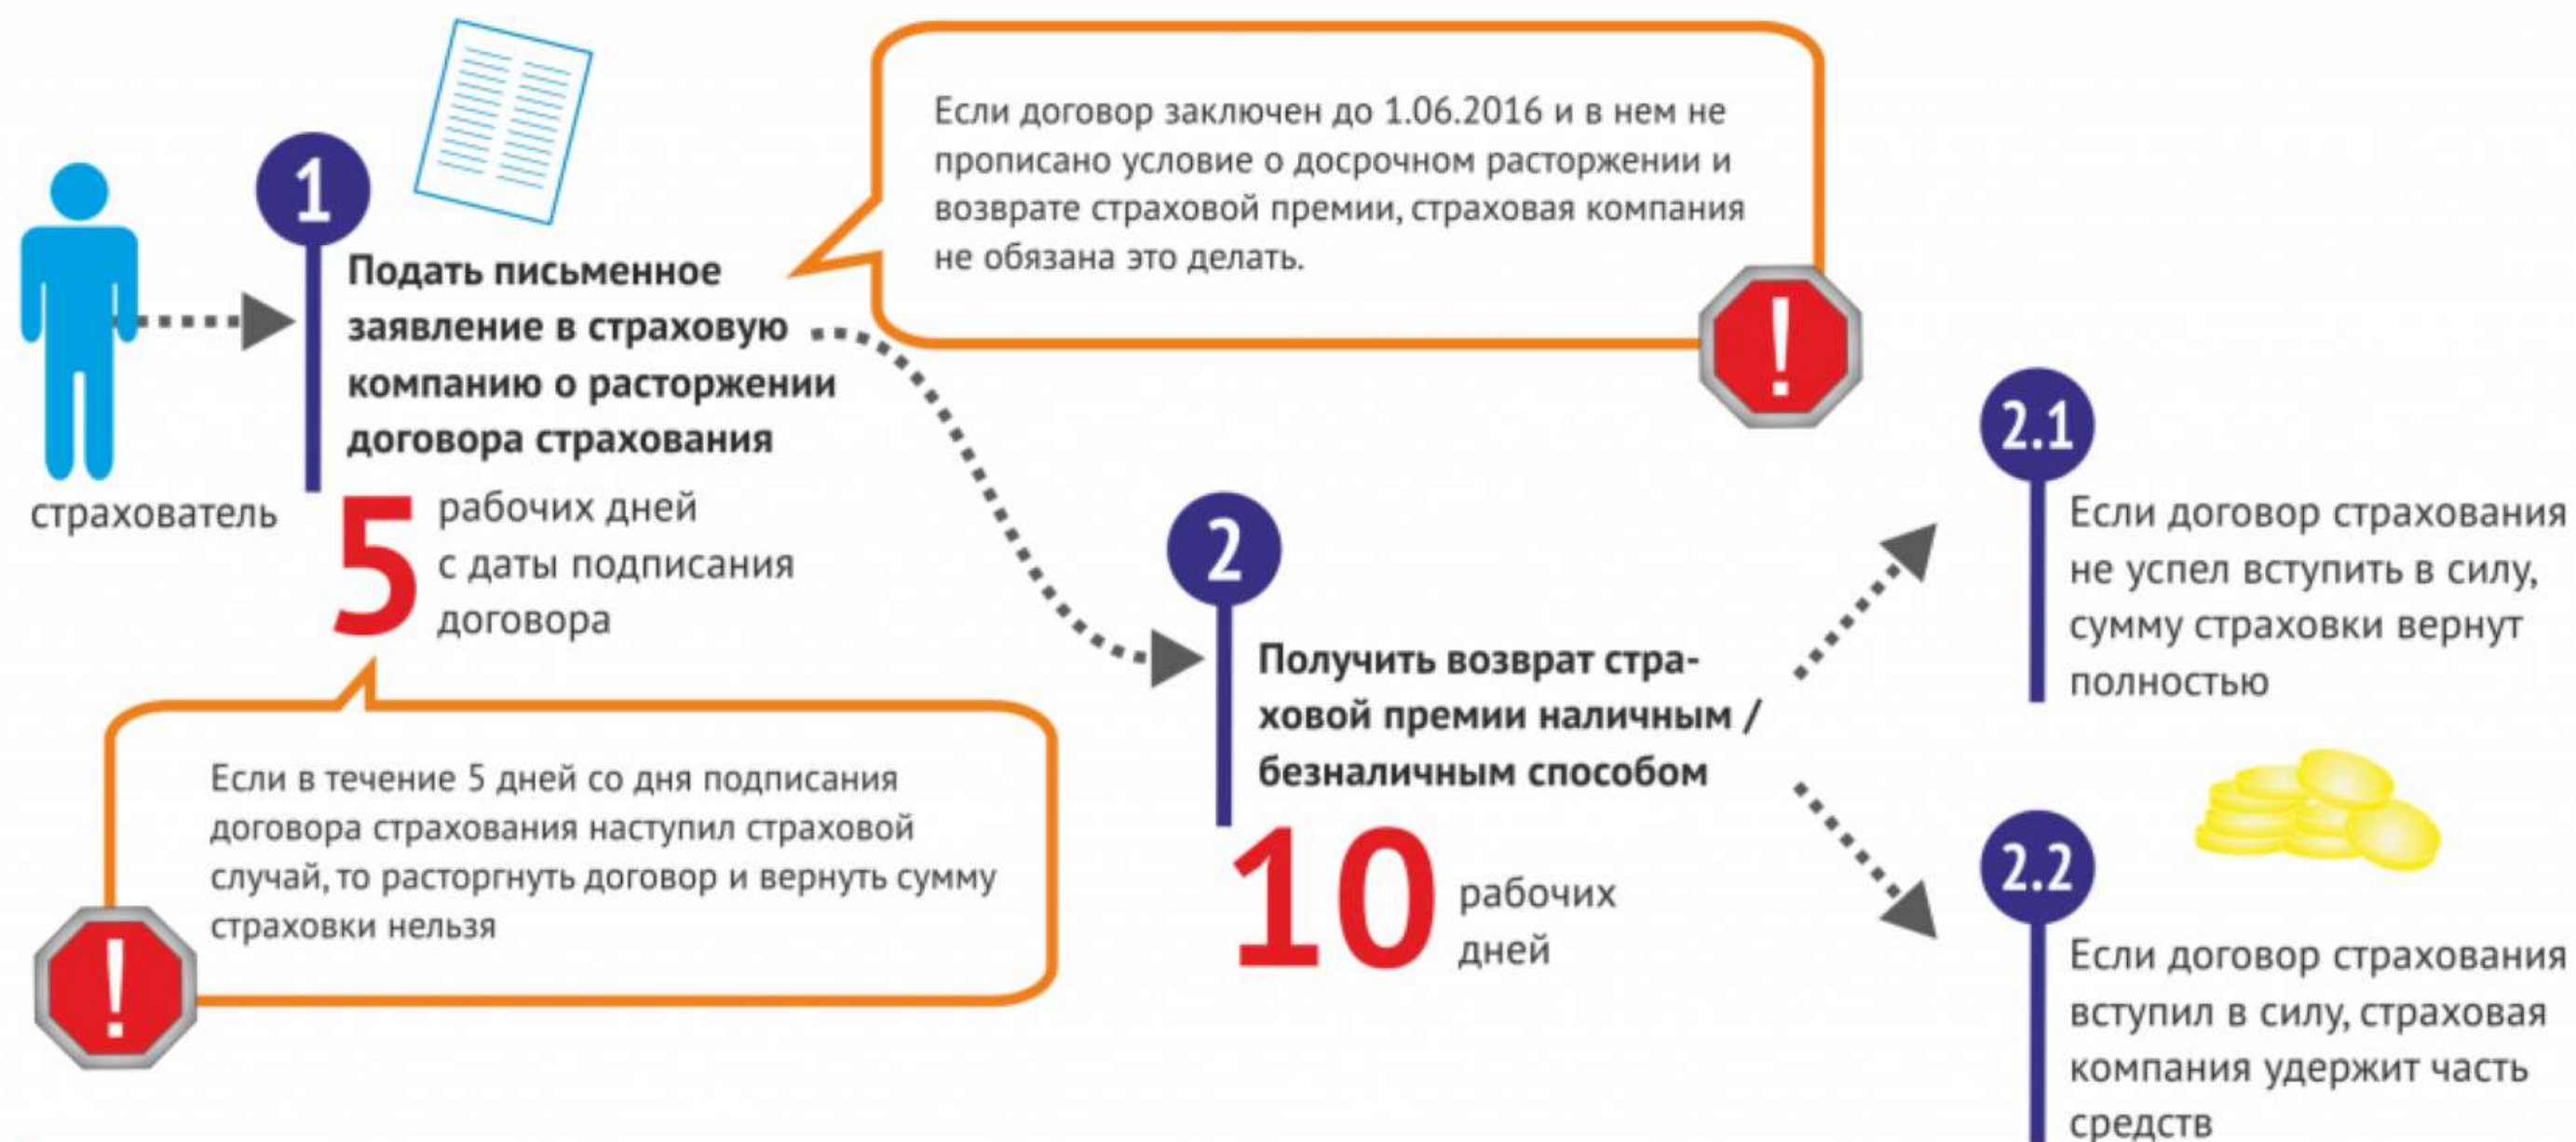 1
Подать письменное
заявление в страховую
компанию о расторжении
договора страхования
страхователь
5
рабочих дней
с даты подписания
договора
Если договор заключен до 1.06.2016 и в нем не
прописано условие о досрочном расторжении и
возврате страховой премии, страховая компания
не обязана это делать.
!
Если в течение 5 дней со дня подписания
договора страхования наступил страховой
случай, то расторгнуть договор и вернуть сумму
страховки нельзя
!
2
Получить возврат стра-
ховой премии наличным /
безналичным способом
10
рабочих
дней
2.1
Если договор страхования
не успел вступить в силу,
сумму страховки вернут
полностью
2.2
Если договор страхования
вступил в силу, страховая
компания удержит часть
средств